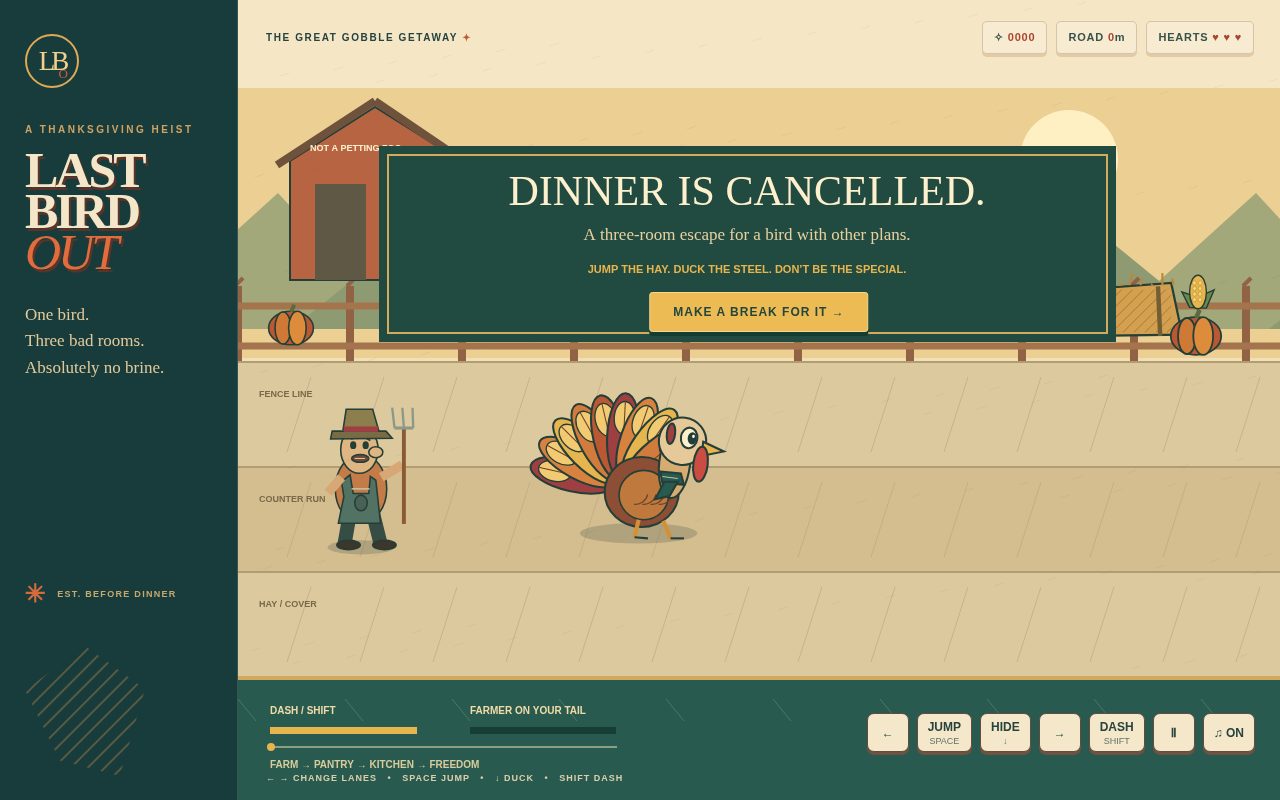 LBO
A THANKSGIVING HEIST
LAST
BIRD
OUT
One bird.
Three bad rooms.
Absolutely no brine.
EST. BEFORE DINNER
THE GREAT GOBBLE GETAWAY ✦
✧ 0000
ROAD 0m
HEARTS ♥ ♥ ♥
NOT A PETTING
DINNER IS CANCELLED.
A three-room escape for a bird with other plans.
JUMP THE HAY. DUCK THE STEEL. DON'T BE THE SPECIAL.
MAKE A BREAK FOR IT →
FENCE LINE
COUNTER RUN
HAY / COVER
DASH / SHIFT
FARMER ON YOUR TAIL
FARM → PANTRY → KITCHEN → FREEDOM
← → CHANGE LANES • SPACE JUMP • ↓ DUCK • SHIFT DASH
←
JUMP
SPACE
HIDE
↓
→
DASH
SHIFT
Ⅱ
♫ ON